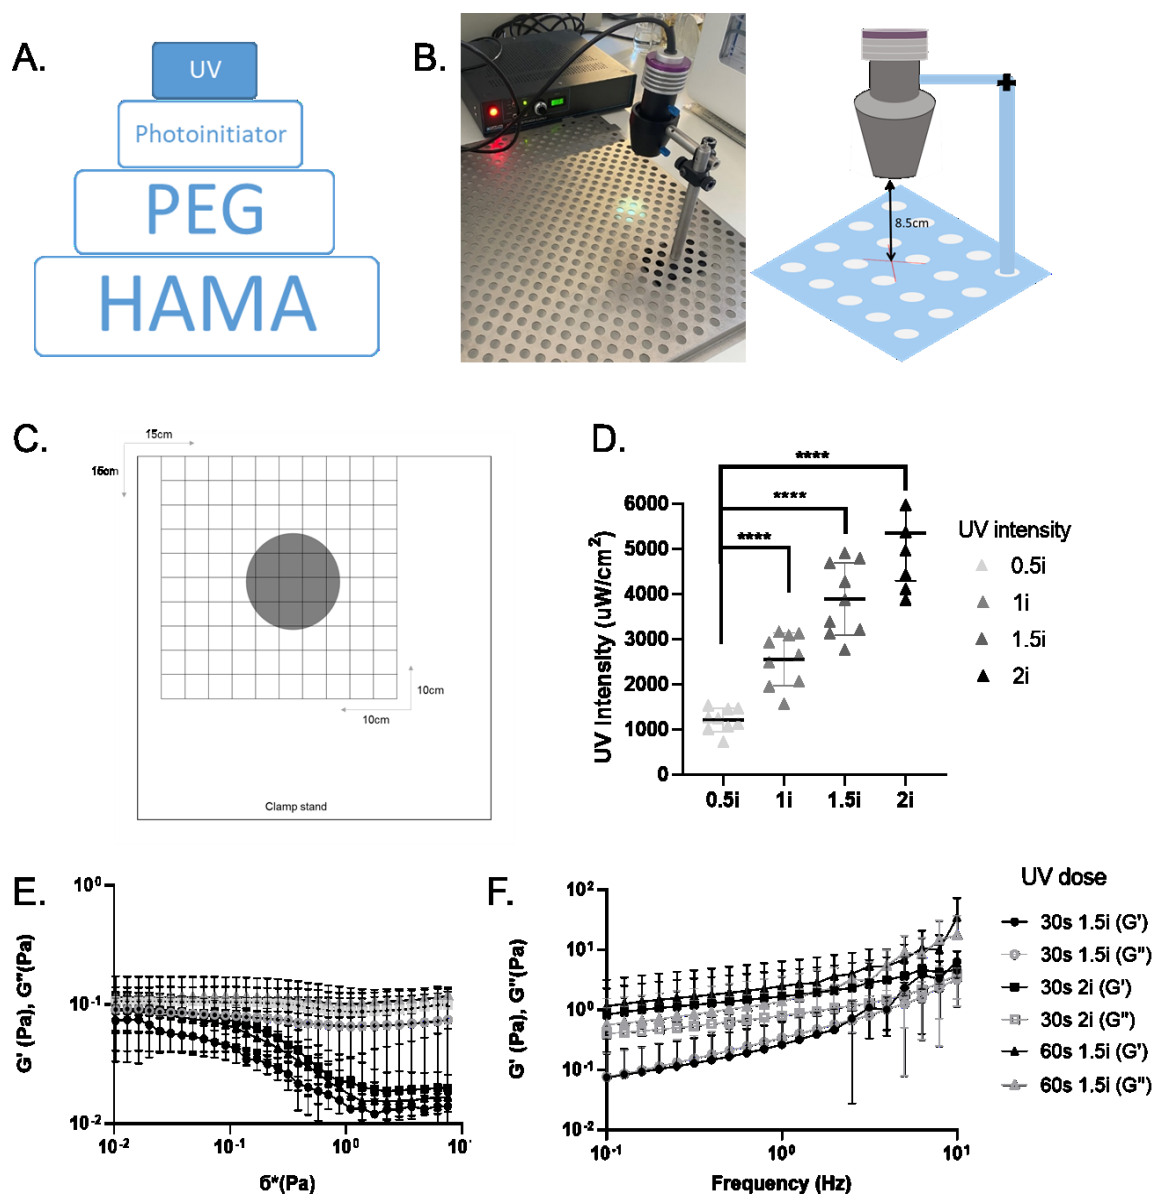 A.
UV
Photoinitiator
PEG
HAMA
B.
8.5cm
C.
15cm
15cm
10cm
10cm
Clamp stand
D.
****
****
****
UV Intensity (uW/cm²)
6000
5000
4000
3000
2000
1000
0
0.5i 1i 1.5i 2i
UV intensity
0.5i
1i
1.5i
2i
E.
G' (Pa), G"(Pa)
10⁰
10⁻¹
10⁻²
10⁻² 10⁻¹ 10⁰ 10¹
б*(Pa)
F.
G' (Pa), G"(Pa)
10²
10¹
10⁰
10⁻¹
10⁻²
10⁻¹ 10⁰ 10¹
Frequency (Hz)
UV dose
30s 1.5i (G')
30s 1.5i (G")
30s 2i (G')
30s 2i (G")
60s 1.5i (G')
60s 1.5i (G")